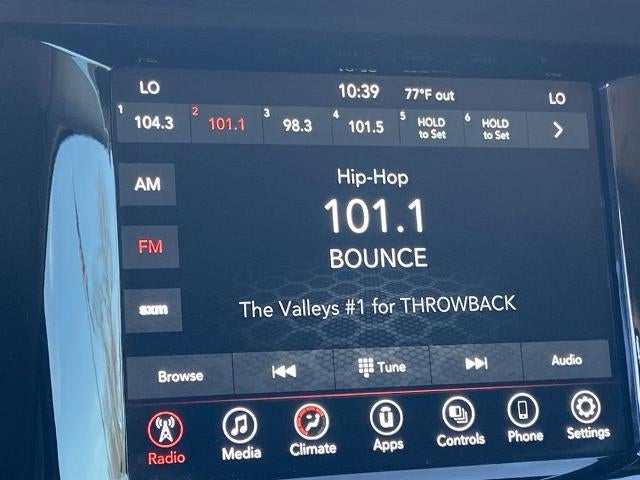 LO 10:39 77°F out LO
1 104.3 2 101.1 3 98.3 4 101.5 5 HOLD to Set 6 HOLD to Set
AM
Hip-Hop
101.1
FM
BOUNCE
sxm
The Valleys #1 for THROWBACK
Browse Tune Audio
Radio Media Climate Apps Controls Phone Settings